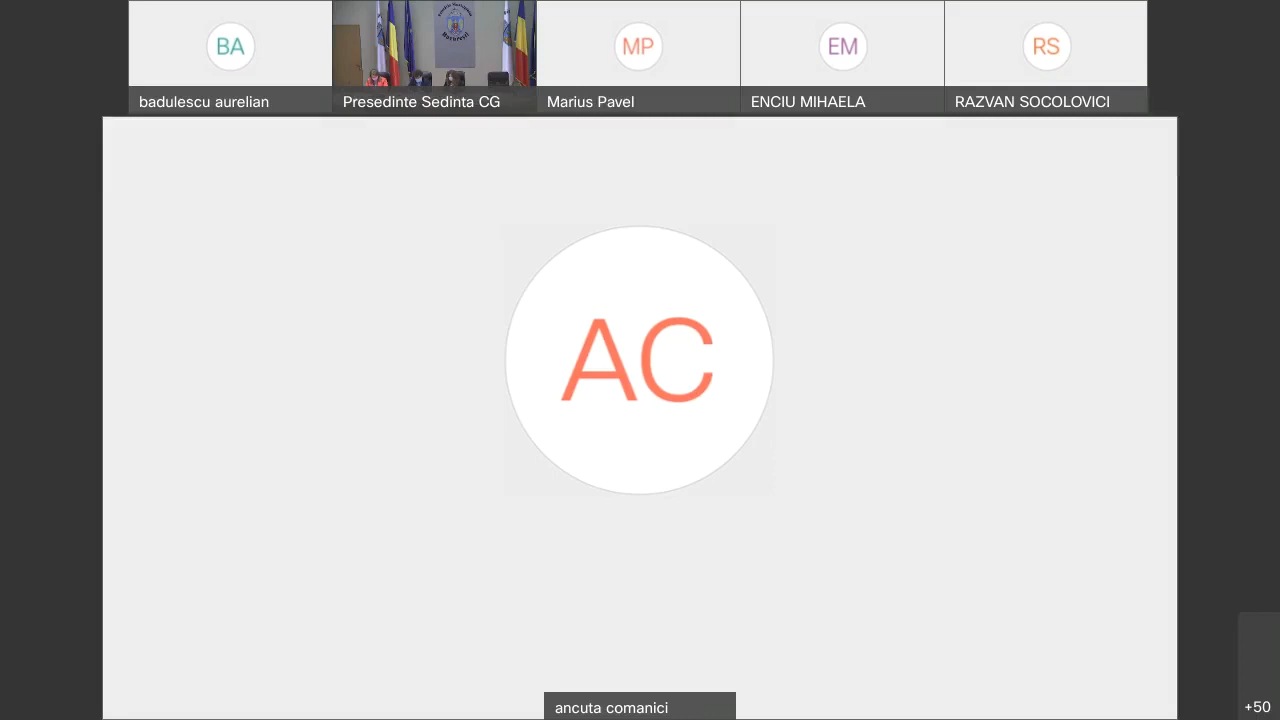 BA
MP
EM
RS
badulescu aurelian
Presedinte Sedinta CG
Marius Pavel
ENCIU MIHAELA
RAZVAN SOCOLOVICI
AC
ancuta comanici
+50